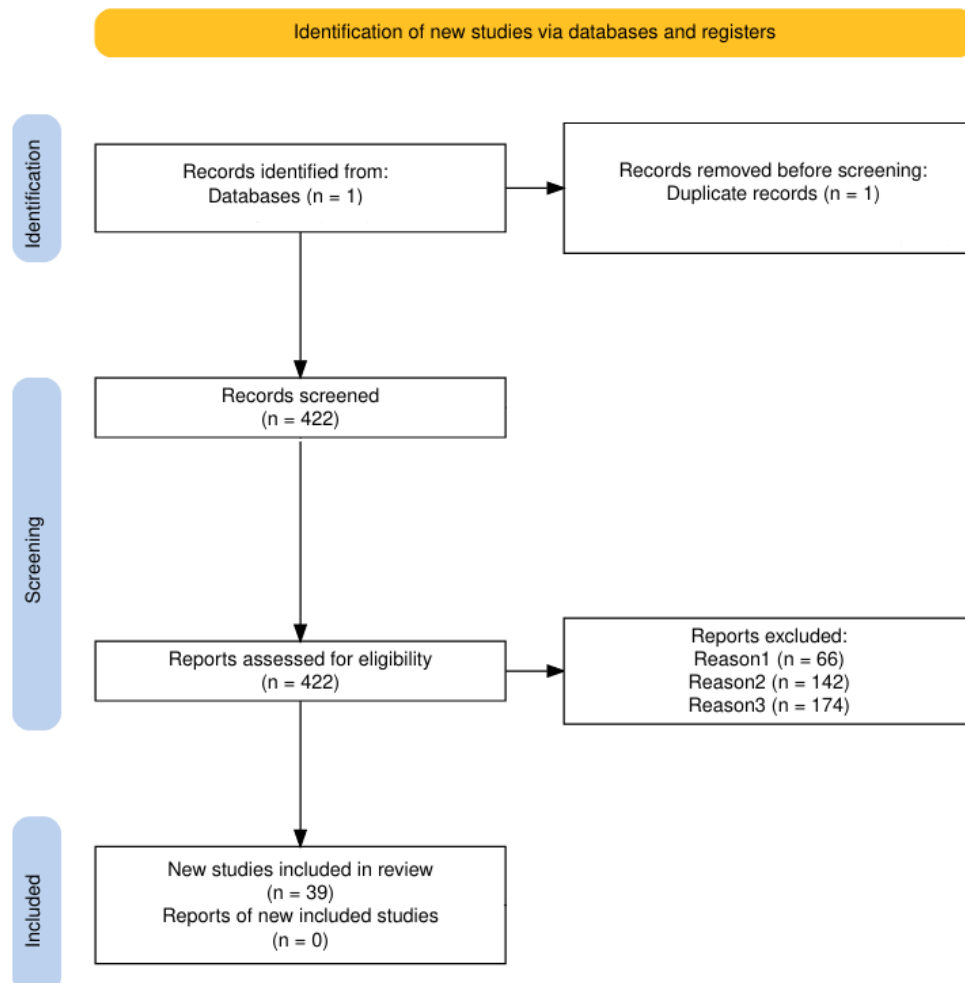 Identification of new studies via databases and registers
Identification
Records identified from:
Databases (n = 1)
Records removed before screening:
Duplicate records (n = 1)
Screening
Records screened
(n = 422)
Reports assessed for eligibility
(n = 422)
Reports excluded:
Reason1 (n = 66)
Reason2 (n = 142)
Reason3 (n = 174)
Included
New studies included in review
(n = 39)
Reports of new included studies
(n = 0)